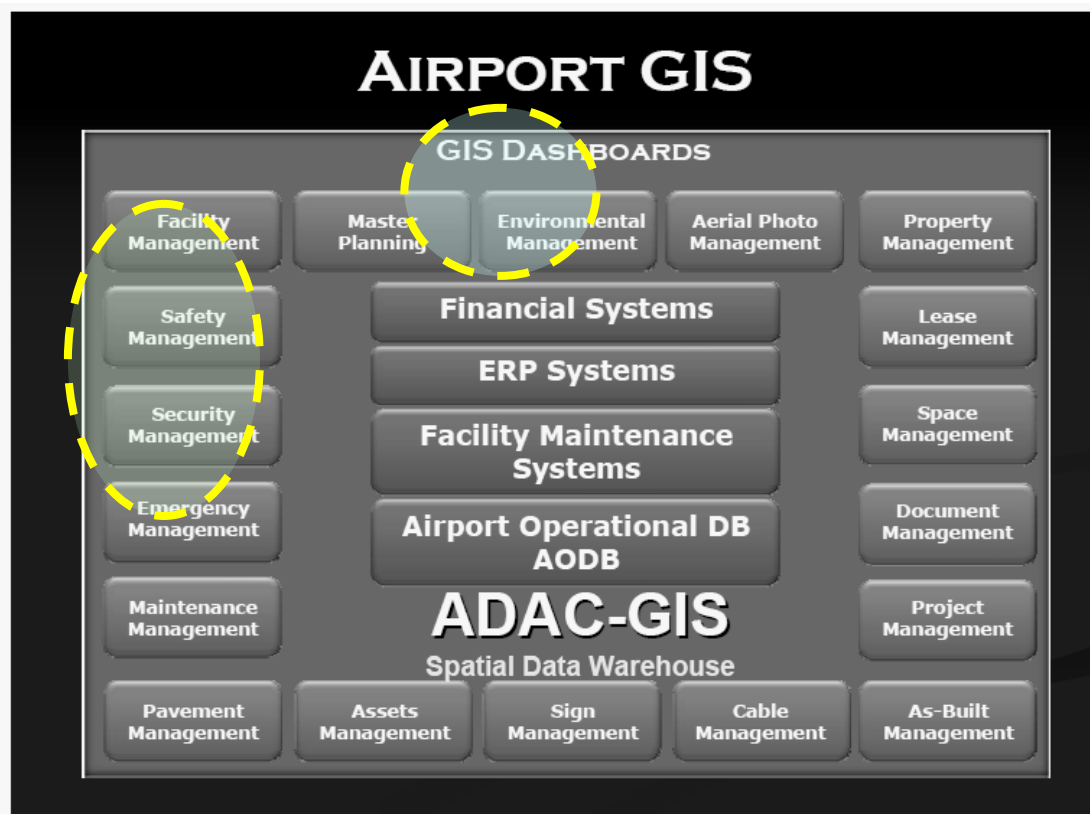 AIRPORT GIS
GIS DASHBOARDS
Facility
Management
Master
Planning
Environmental
Management
Aerial Photo
Management
Property
Management
Safety
Management
Security
Management
Emergency
Management
Maintenance
Management
Financial Systems
ERP Systems
Facility Maintenance
Systems
Airport Operational DB
AODB
ADAC-GIS
Spatial Data Warehouse
Lease
Management
Space
Management
Document
Management
Project
Management
Pavement
Management
Assets
Management
Sign
Management
Cable
Management
As-Built
Management